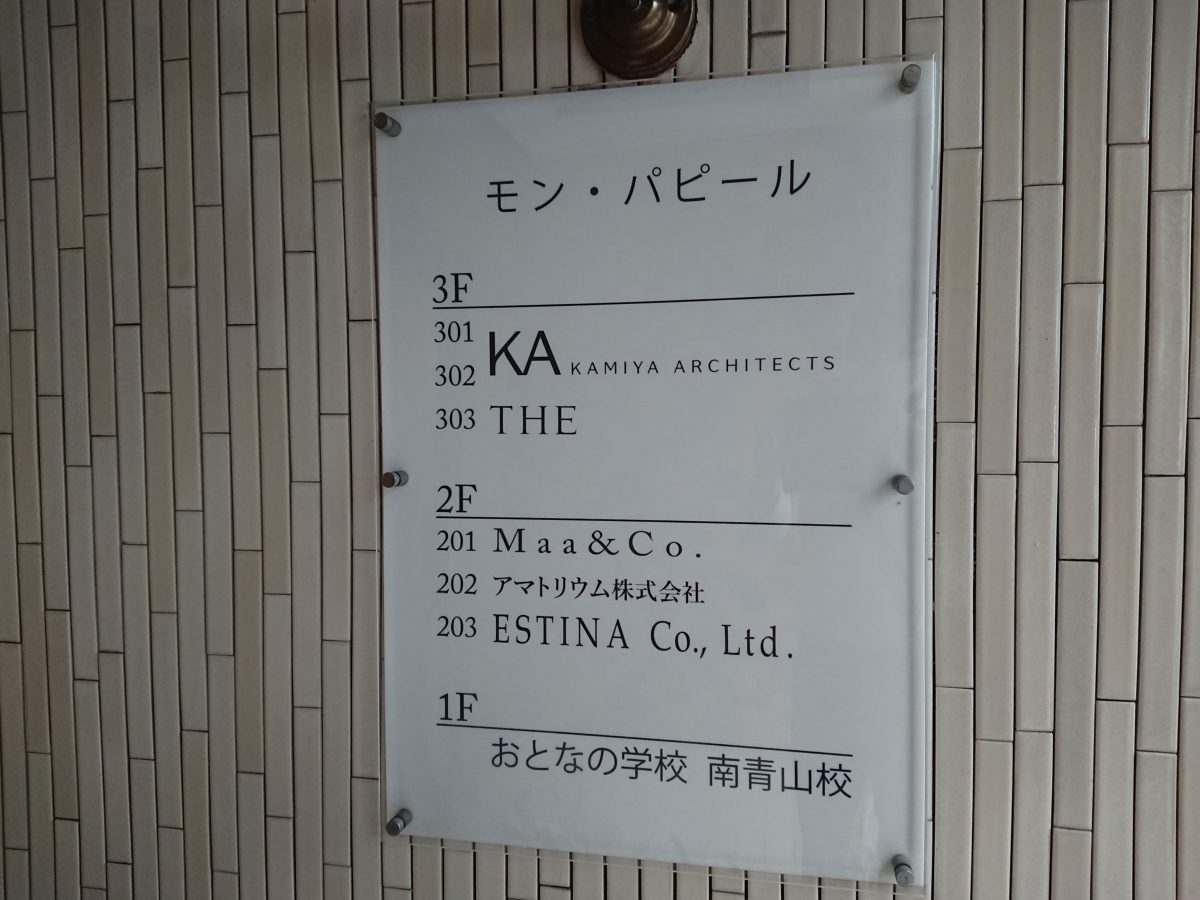 モン・パピール
3F
301
KA KAMIYA ARCHITECTS
302
303 THE
2F
201 Maa&Co.
202 アマトリウム株式会社
203 ESTINA Co., Ltd.
1F
おとなの学校 南青山校